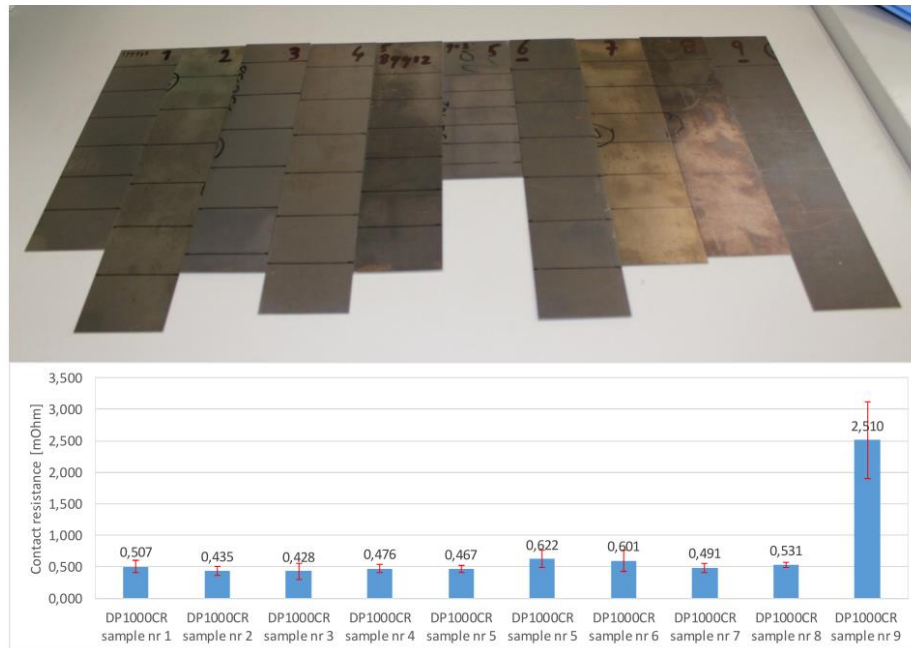 1
2
3
4
5
89902
5
6
7
8
9
3,500
3,000
2,500
2,000
1,500
1,000
0,500
0,000
Contact resistance [mOhm]
0,507
0,435
0,428
0,476
0,467
0,622
0,601
0,491
0,531
2,510
DP1000CR
sample nr 1
DP1000CR
sample nr 2
DP1000CR
sample nr 3
DP1000CR
sample nr 4
DP1000CR
sample nr 5
DP1000CR
sample nr 5
DP1000CR
sample nr 6
DP1000CR
sample nr 7
DP1000CR
sample nr 8
DP1000CR
sample nr 9